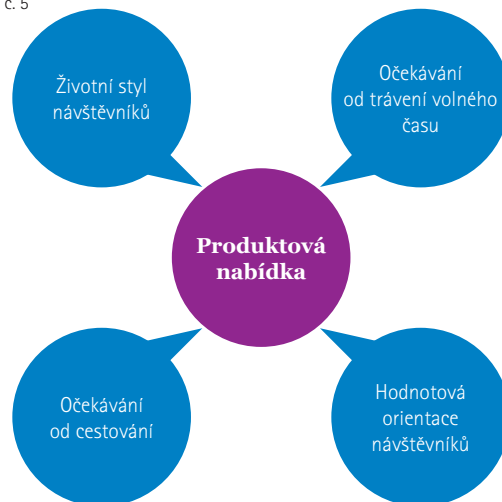 č. 5
Životní styl
návštěvníků
Očekávání
od trávení volného
času
Produktová
nabídka
Očekávání
od cestování
Hodnotová
orientace
návštěvníků